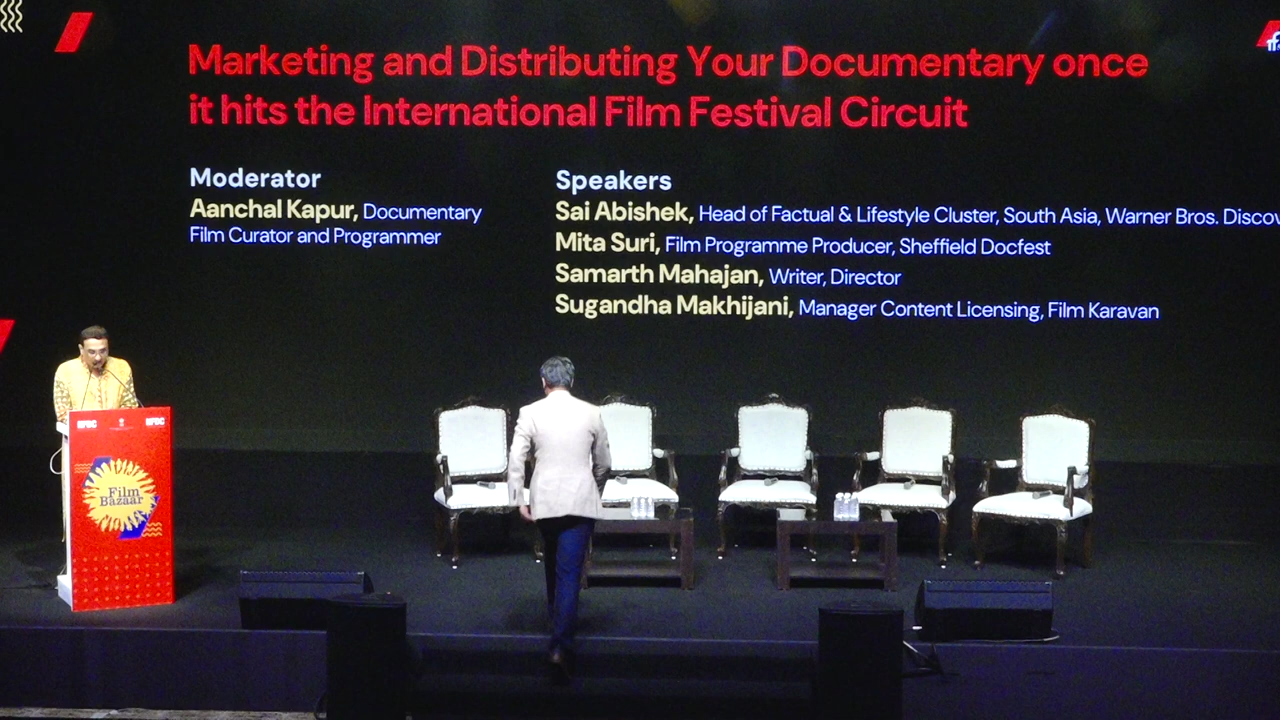 Marketing and Distributing Your Documentary once
it hits the International Film Festival Circuit
Moderator
Aanchal Kapur, Documentary
Film Curator and Programmer
Speakers
Sai Abishek, Head of Factual & Lifestyle Cluster, South Asia, Warner Bros. Discov
Mita Suri, Film Programme Producer, Sheffield Docfest
Samarth Mahajan, Writer, Director
Sugandha Makhijani, Manager Content Licensing, Film Karavan
NFDC
NFDC
Film
Bazaar